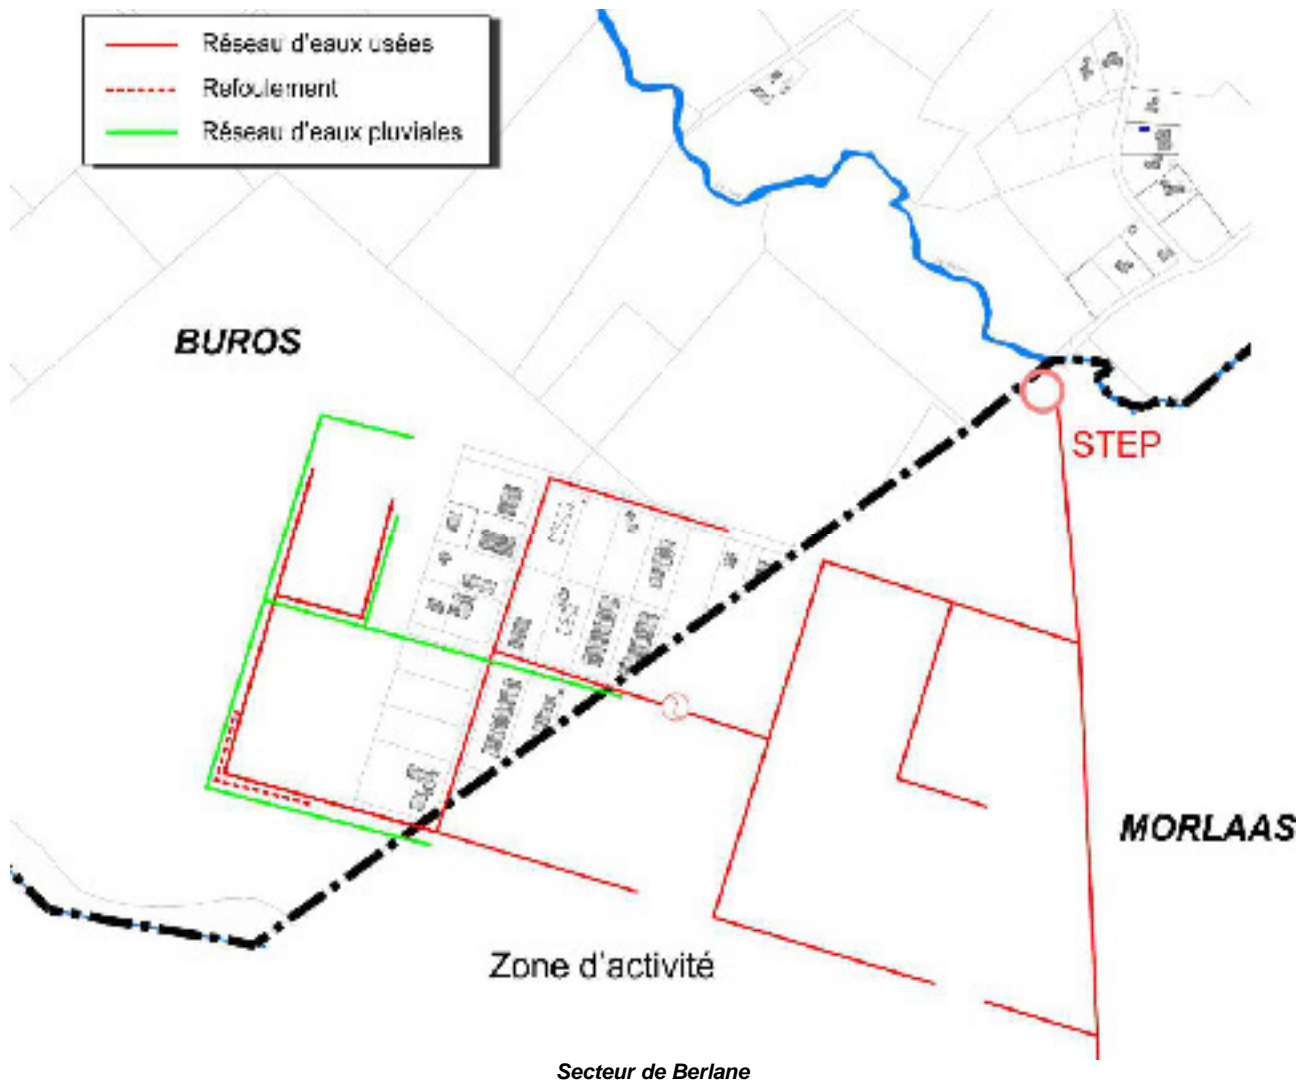 Réseau d'eaux usées
Refoulement
Réseau d'eaux pluviales
BUROS
STEP
MORLAAS
Zone d'activité
Secteur de Berlane